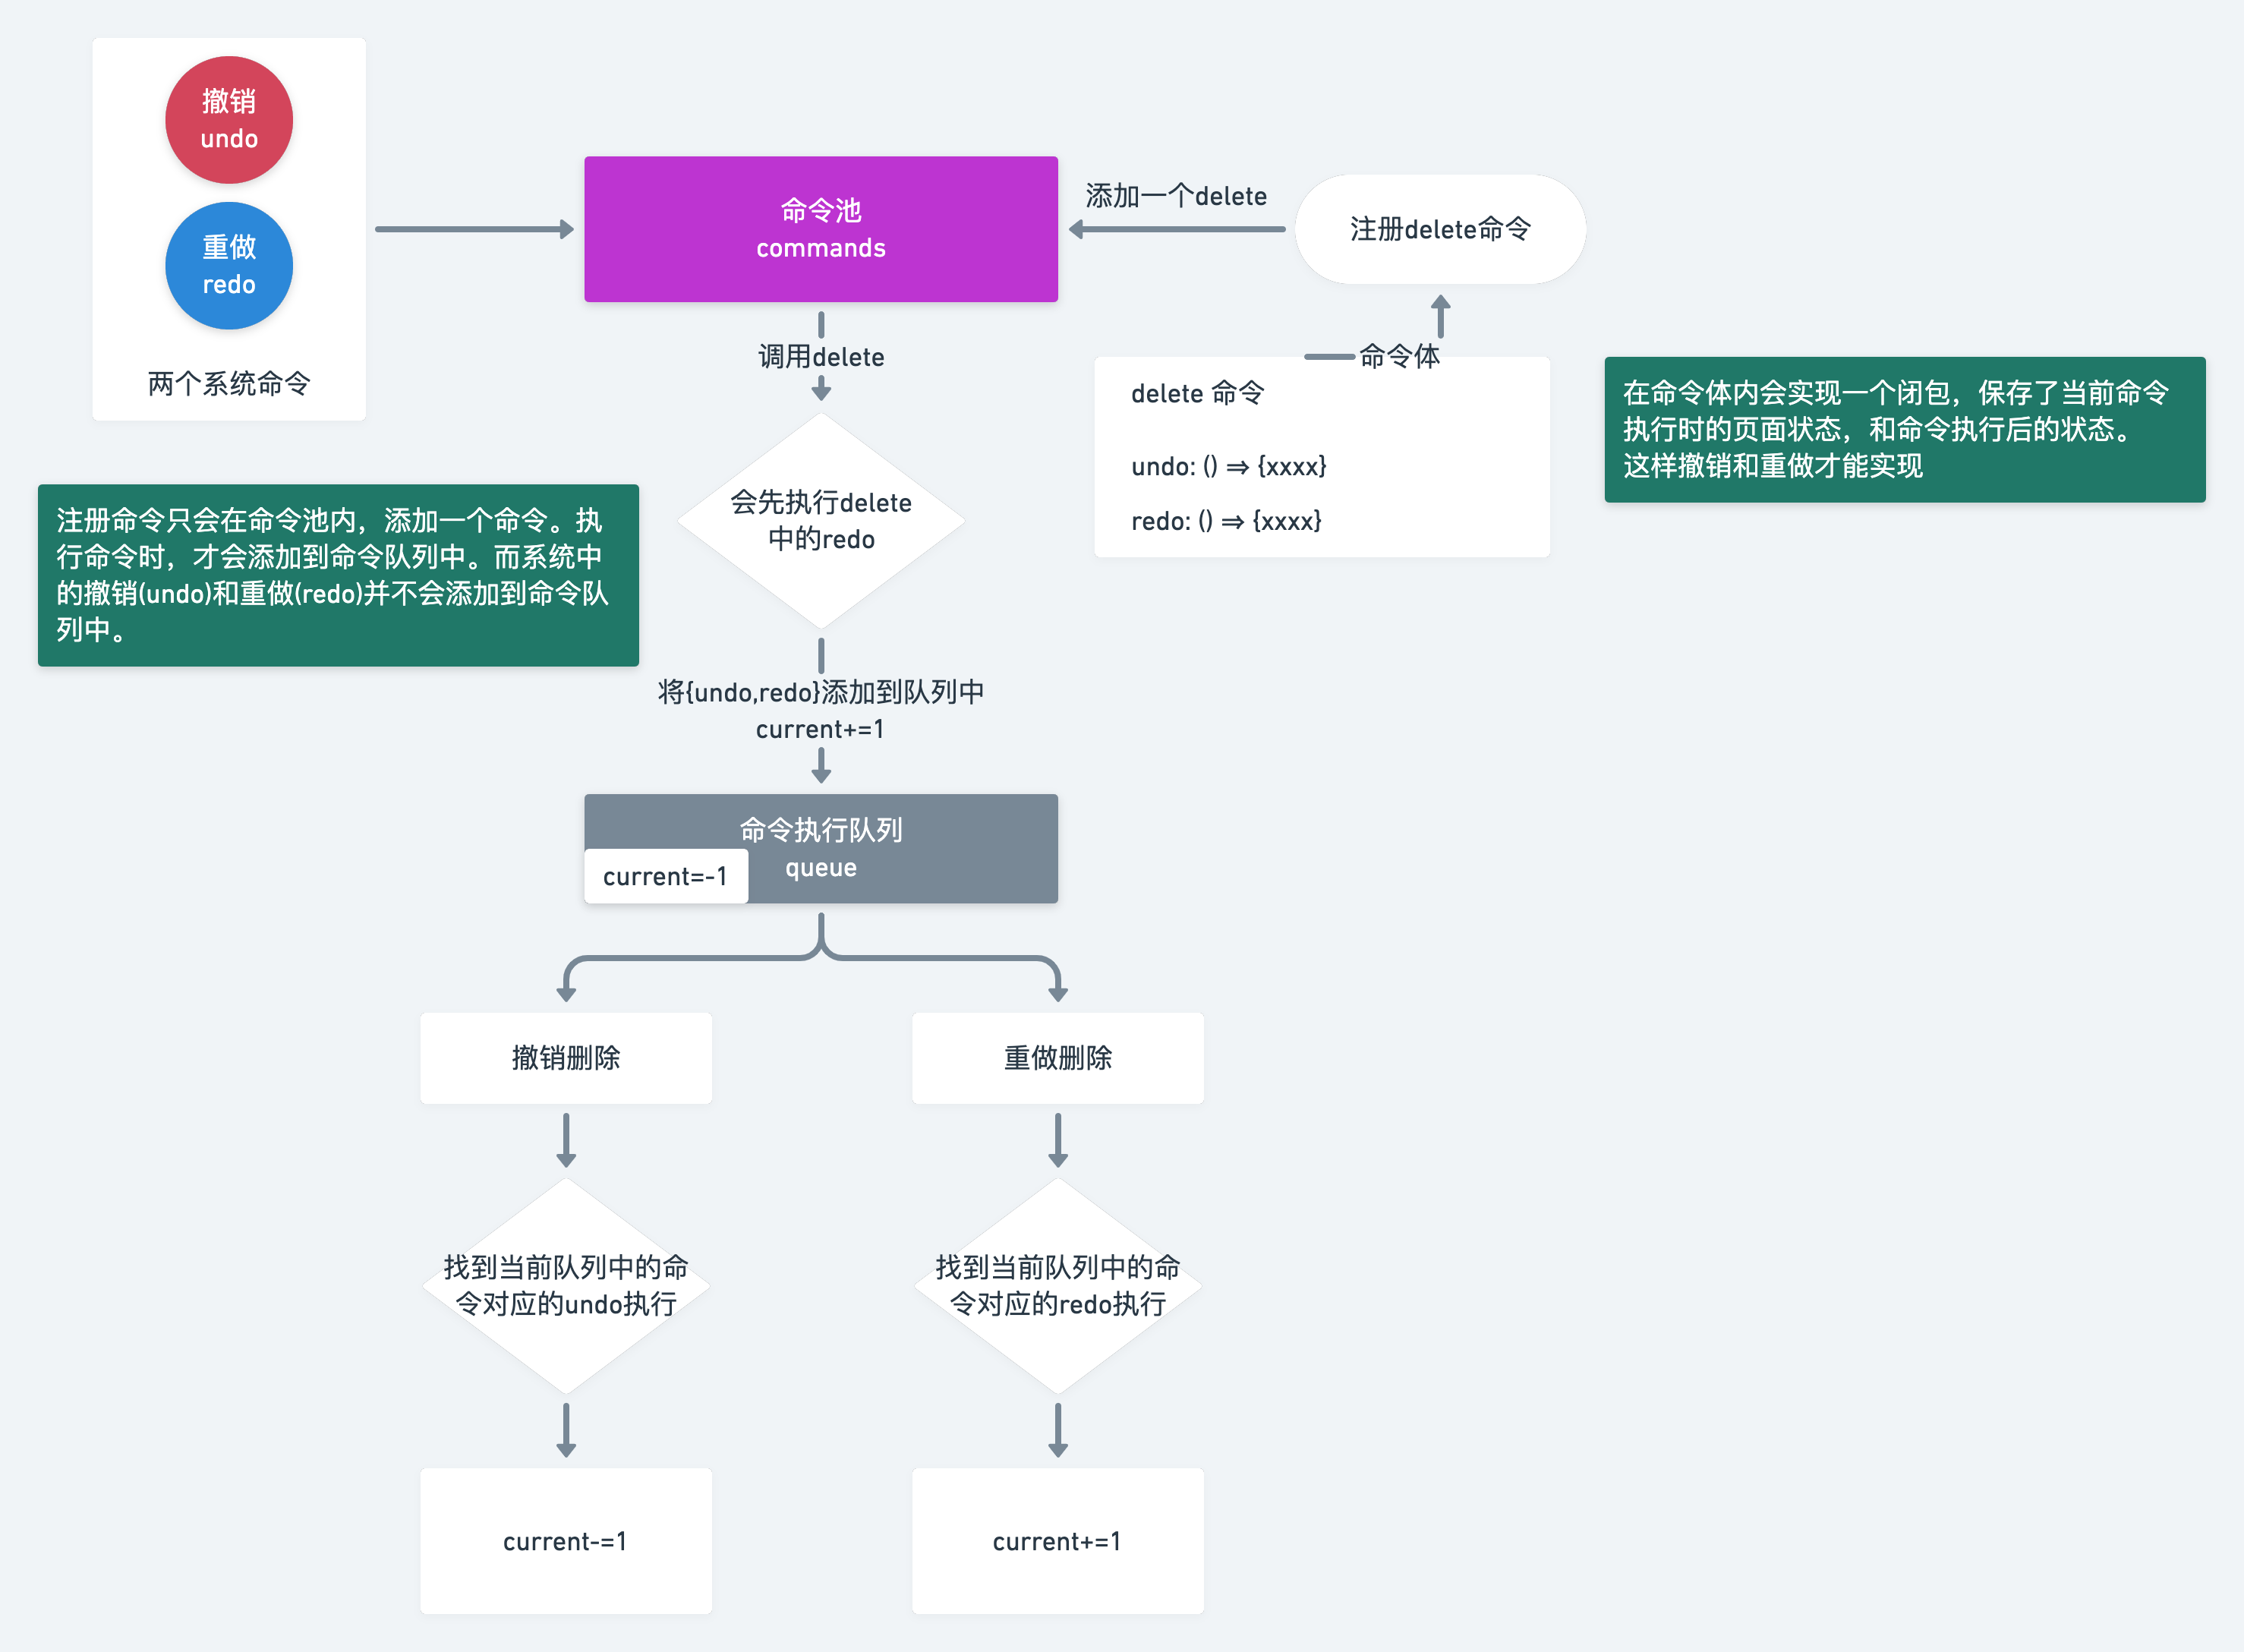 撤销
undo
重做
redo
两个系统命令
命令池
commands
添加一个delete
注册delete命令
调用delete
命令体
delete 命令
undo: () => {xxxx}
redo: () => {xxxx}
在命令体内会实现一个闭包，保存了当前命令
执行时的页面状态，和命令执行后的状态。
这样撤销和重做才能实现
会先执行delete
中的redo
注册命令只会在命令池内，添加一个命令。执
行命令时，才会添加到命令队列中。而系统中
的撤销(undo)和重做(redo)并不会添加到命令队
列中。
将{undo,redo}添加到队列中
current+=1
命令执行队列
queue
current=-1
撤销删除
重做删除
找到当前队列中的命
令对应的undo执行
找到当前队列中的命
令对应的redo执行
current-=1
current+=1